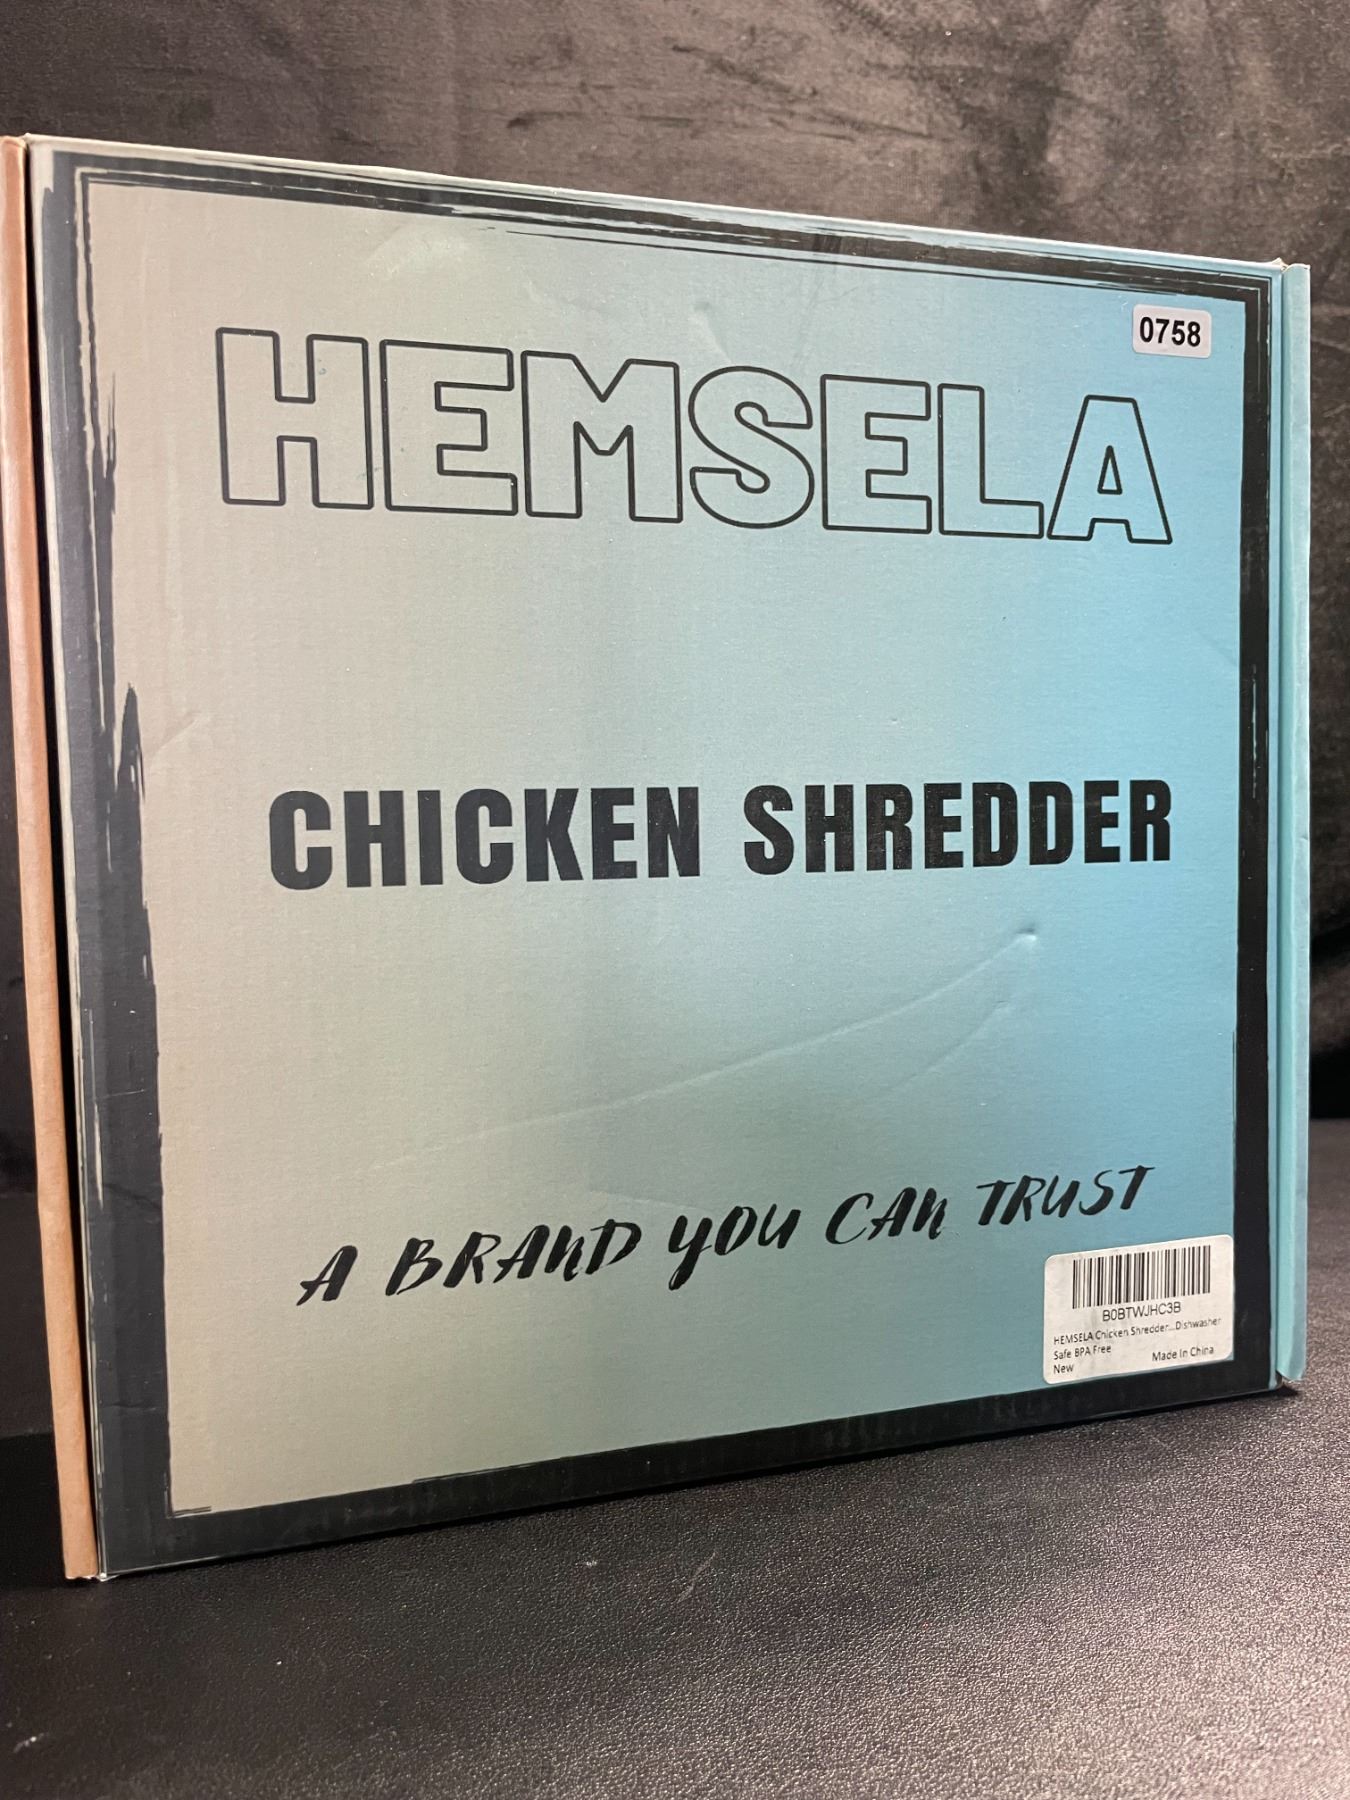 HEMSELA
0758
CHICKEN SHREDDER
A BRAND YOU CAN TRUST
B0BTWJHC3B
HEMSELA Chicken Shredder...Dishwasher
Safe BPA Free
New Made In China